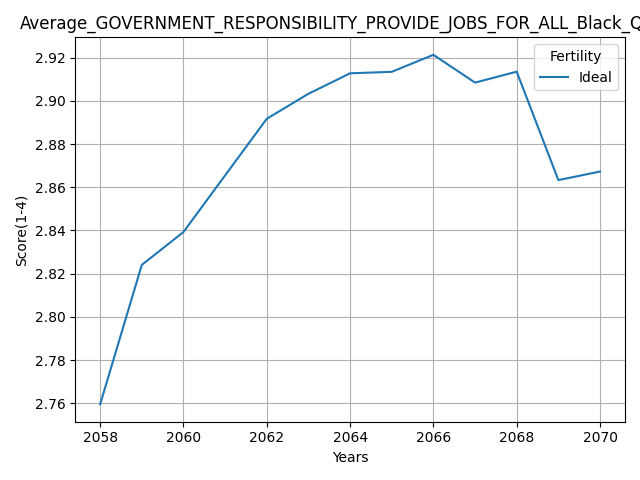 Average_GOVERNMENT_RESPONSIBILITY_PROVIDE_JOBS_FOR_ALL_Black_Q
Fertility
Ideal
Score(1-4)
2.92
2.90
2.88
2.86
2.84
2.82
2.80
2.78
2.76
2058 2060 2062 2064 2066 2068 2070
Years